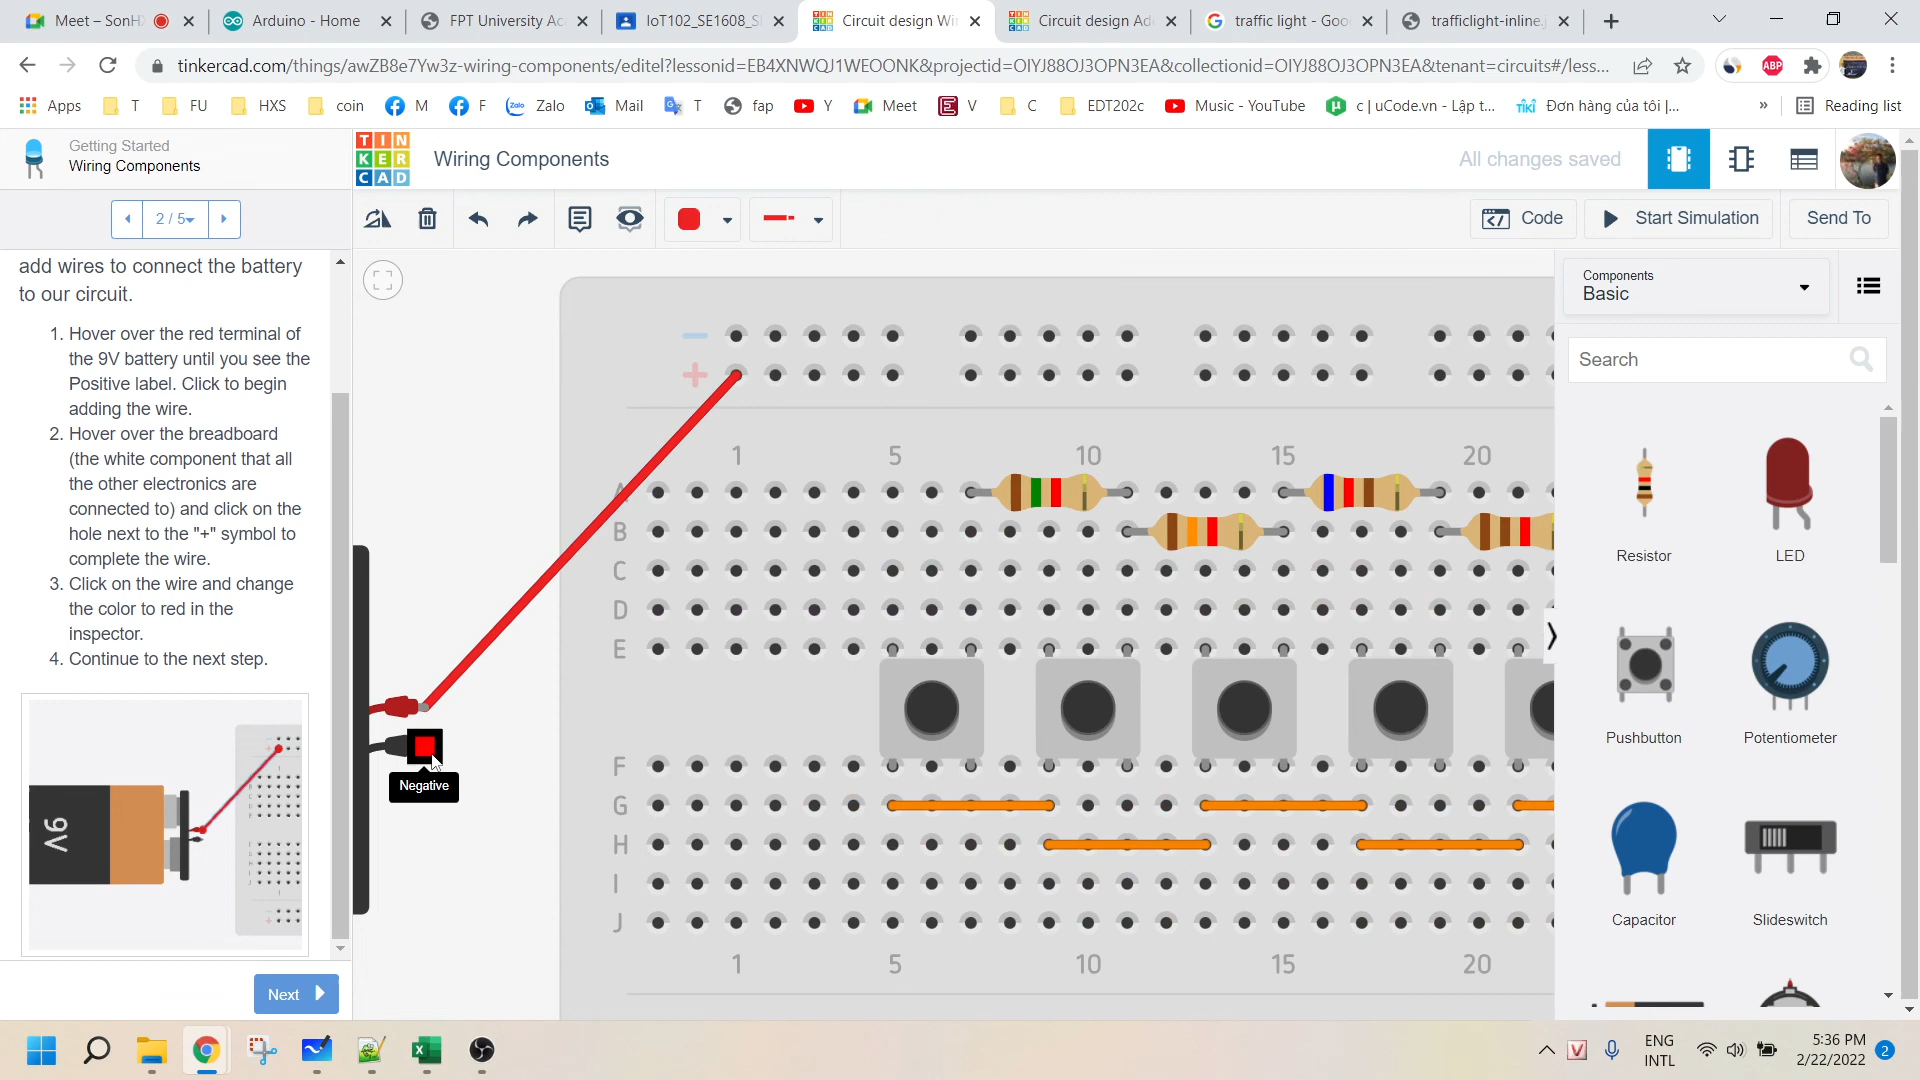 Meet – SonH
Arduino - Home
FPT University Ac
IoT102_SE1608_S
Circuit design Wi
Circuit design Ad
traffic light - Goo
trafficlight-inline.j
tinkercad.com/things/awZB8e7Yw3z-wiring-components/editel?lessonid=EB4XNWQJ1WEOONK&projectid=OIYJ88OJ3OPN3EA&collectionid=OIYJ88OJ3OPN3EA&tenant=circuits#/less...
ABP
Apps
T
FU
HXS
coin
M
F
Zalo
Mail
T
fap
Y
Meet
V
C
EDT202c
Music - YouTube
c | uCode.vn - Lập t...
TIKI
Đơn hàng của tôi |...
»
Reading list
Getting Started
Wiring Components
TIN
KER
CAD
Wiring Components
All changes saved
2 / 5
Code
Start Simulation
Send To
add wires to connect the battery
to our circuit.
1. Hover over the red terminal of
the 9V battery until you see the
Positive label. Click to begin
adding the wire.
2. Hover over the breadboard
(the white component that all
the other electronics are
connected to) and click on the
hole next to the "+" symbol to
complete the wire.
3. Click on the wire and change
the color to red in the
inspector.
4. Continue to the next step.
9V
Next
− 
+
1 5 10 15 20
A
B
C
D
E
F
G
H
I
J
1 5 10 15 20
Negative
Components
Basic
Search
Resistor
LED
Pushbutton
Potentiometer
Capacitor
Slideswitch
ENG
INTL
5:36 PM
2/22/2022
2